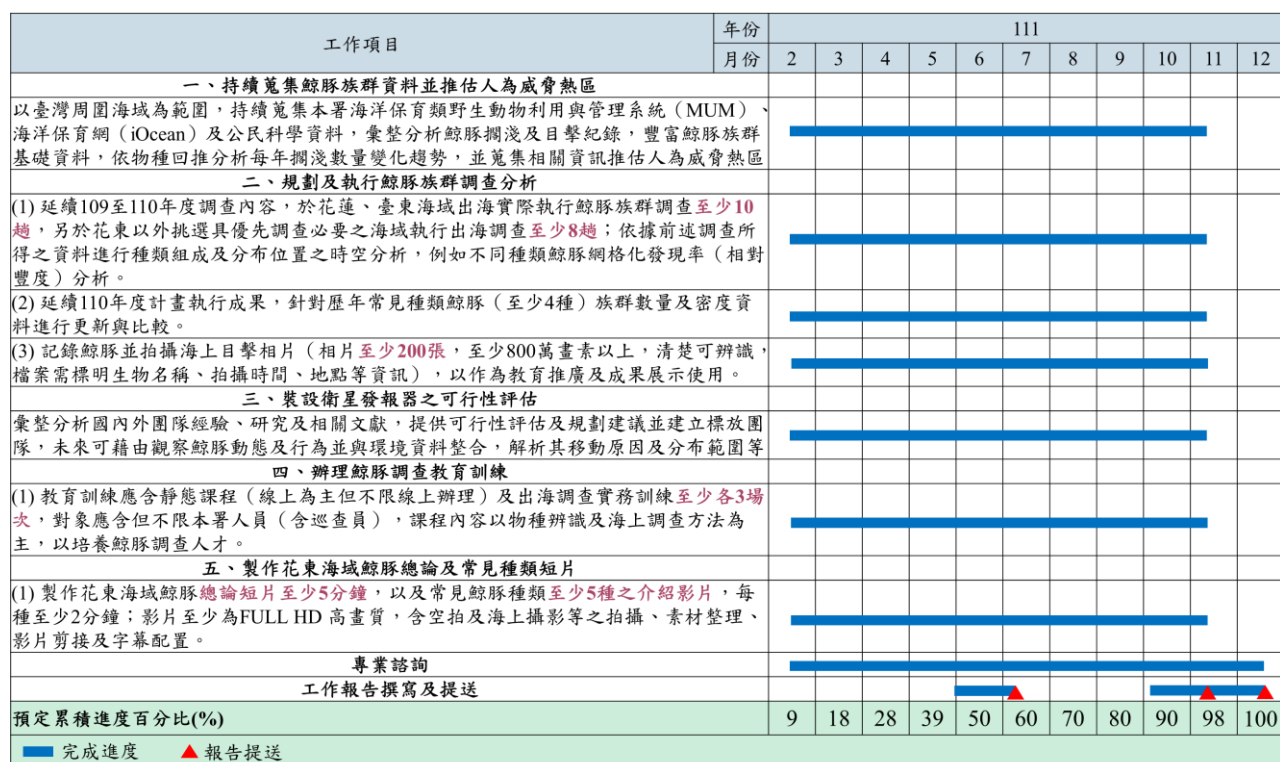 工作項目 年份 111
月份 2 3 4 5 6 7 8 9 10 11 12
一、持續蒐集鯨豚族群資料並推估人為威脅熱區
以臺灣周圍海域為範圍，持續蒐集本署海洋保育類野生動物利用與管理系統（MUM）、
海洋保育網（iOcean）及公民科學資料，彙整分析鯨豚擱淺及目擊紀錄，豐富鯨豚族群
基礎資料，依物種回推分析每年擱淺數量變化趨勢，並蒐集相關資訊推估人為威脅熱區
二、規劃及執行鯨豚族群調查分析
(1) 延續109至110年度調查內容，於花蓮、臺東海域出海實際執行鯨豚族群調查至少10
趟，另於花東以外挑選具優先調查必要之海域執行出海調查至少8趟；依據前述調查所
得之資料進行種類組成及分布位置之時空分析，例如不同種類鯨豚網格化發現率（相對
豐度）分析。
(2) 延續110年度計畫執行成果，針對歷年常見種類鯨豚（至少4種）族群數量及密度資
料進行更新與比較。
(3) 記錄鯨豚並拍攝海上目擊相片（相片至少200張，至少800萬畫素以上，清楚可辨識，
檔案需標明生物名稱、拍攝時間、地點等資訊），以作為教育推廣及成果展示使用。
三、裝設衛星發報器之可行性評估
彙整分析國內外團隊經驗、研究及相關文獻，提供可行性評估及規劃建議並建立標放團
隊，未來可藉由觀察鯨豚動態及行為並與環境資料整合，解析其移動原因及分布範圍等
四、辦理鯨豚調查教育訓練
(1) 教育訓練應含靜態課程（線上為主但不限線上辦理）及出海調查實務訓練至少各3場
次，對象應含但不限本署人員（含巡查員），課程內容以物種辨識及海上調查方法為
主，以培養鯨豚調查人才。
五、製作花東海域鯨豚總論及常見種類短片
(1) 製作花東海域鯨豚總論短片至少5分鐘，以及常見鯨豚種類至少5種之介紹影片，每
種至少2分鐘；影片至少為FULL HD 高畫質，含空拍及海上攝影等之拍攝、素材整理、
影片剪接及字幕配置。
專業諮詢
工作報告撰寫及提送
預定累積進度百分比(%) 9 18 28 39 50 60 70 80 90 98 100
完成進度 報告提送